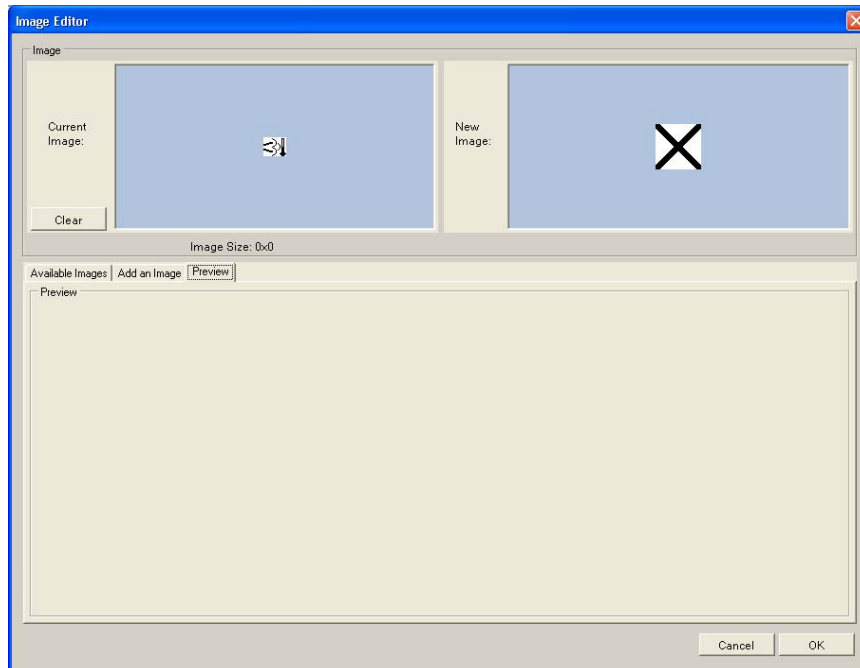 Image Editor
Image
Current
Image:
New
Image:
Clear
Image Size: 0x0
Available Images
Add an Image
Preview
Preview
Cancel
OK